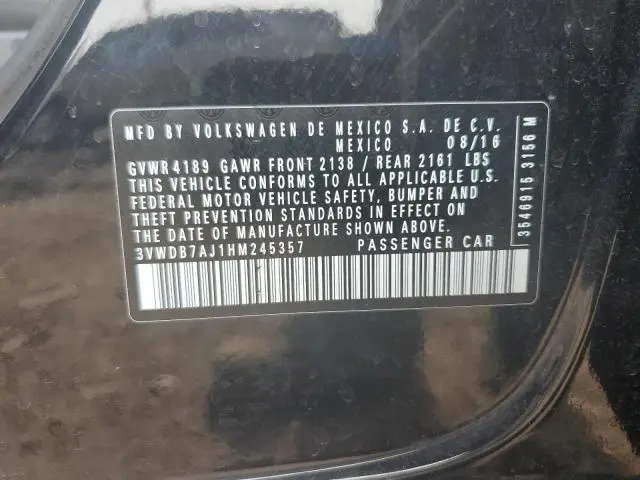 MFD BY VOLKSWAGEN DE MEXICO S.A. DE C.V.
MEXICO 08/16
GVWR 4189 GAWR FRONT 2138 / REAR 2161 LBS
THIS VEHICLE CONFORMS TO ALL APPLICABLE U.S.
FEDERAL MOTOR VEHICLE SAFETY, BUMPER AND
THEFT PREVENTION STANDARDS IN EFFECT ON
THE DATE OF MANUFACTURE SHOWN ABOVE.
3VWDB7AJ1HM245357 PASSENGER CAR
3546915 3156 M